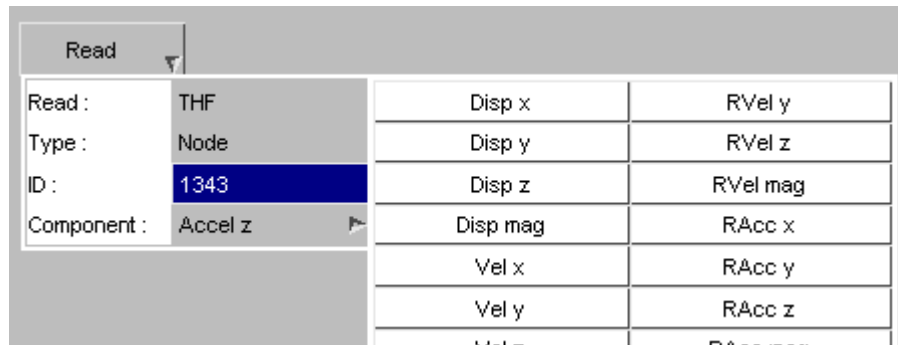 Read
Read : THF Disp x RVel y
Type : Node Disp y RVel z
ID : 1343 Disp z RVel mag
Component : Accel z Disp mag RAcc x
Vel x RAcc y
Vel y RAcc z